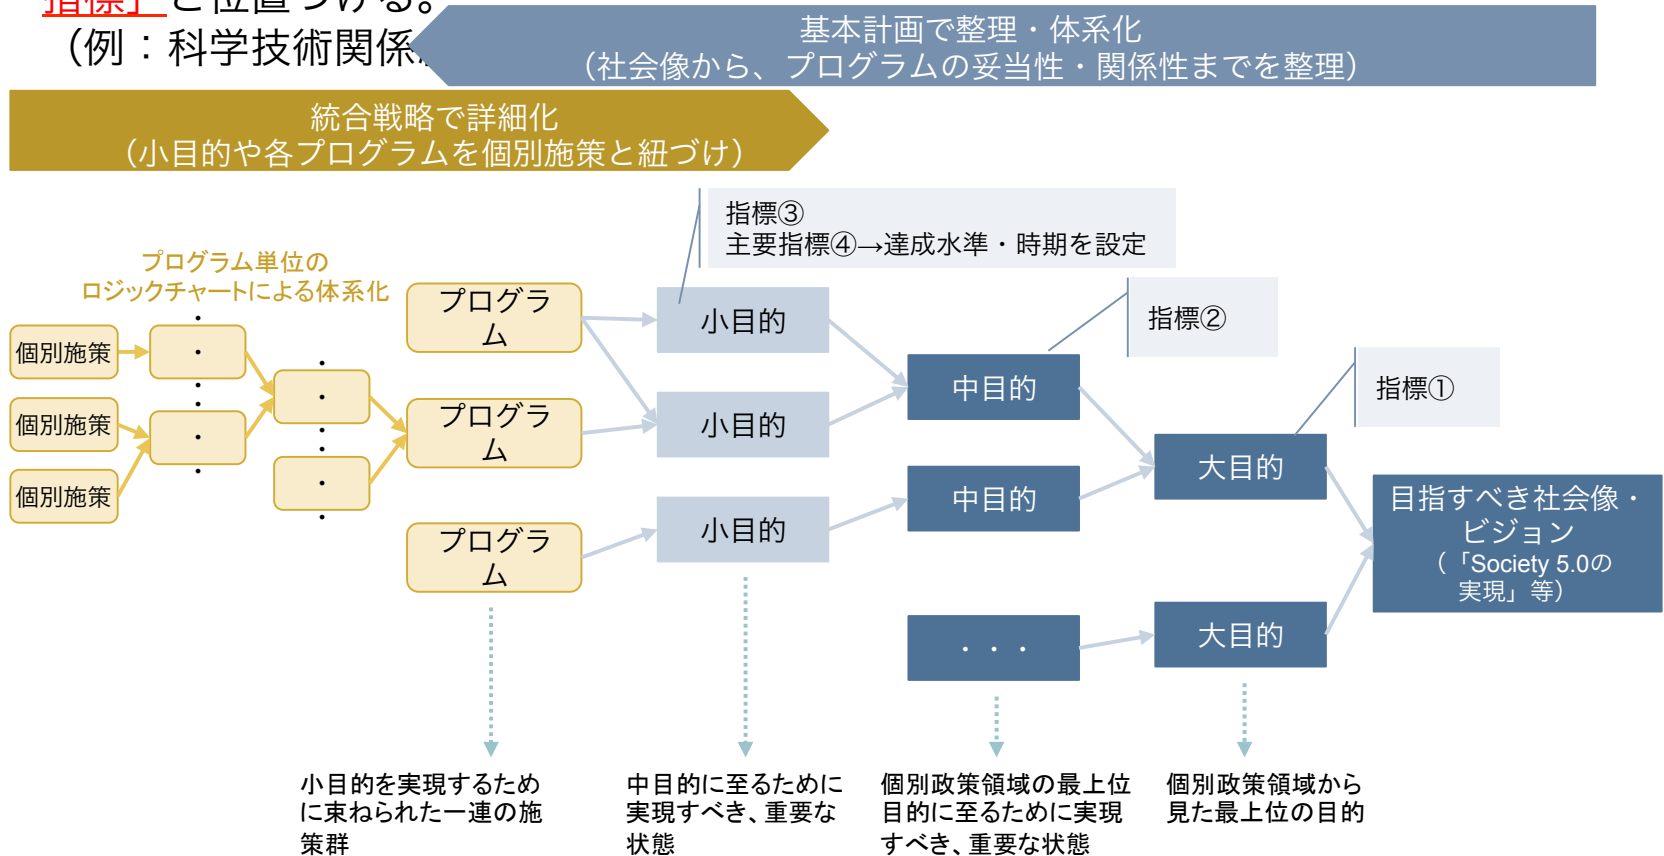 指標」と位置づける。
（例：科学技術関係
基本計画で整理・体系化
（社会像から、プログラムの妥当性・関係性までを整理）
統合戦略で詳細化
（小目的や各プログラムを個別施策と紐づけ）
指標③
主要指標④→達成水準・時期を設定
プログラム単位の
ロジックチャートによる体系化
指標②
指標①
個別施策
個別施策
個別施策
・
・
・
・
プログラ
ム
プログラ
ム
プログラ
ム
小目的
小目的
小目的
中目的
中目的
・・・
大目的
大目的
目指すべき社会像・
ビジョン
（「Society 5.0の
実現」等）
小目的を実現するため
に束ねられた一連の施
策群
中目的に至るために
実現すべき、重要な
状態
個別政策領域の最上位
目的に至るために実現
すべき、重要な状態
個別政策領域から
見た最上位の目的